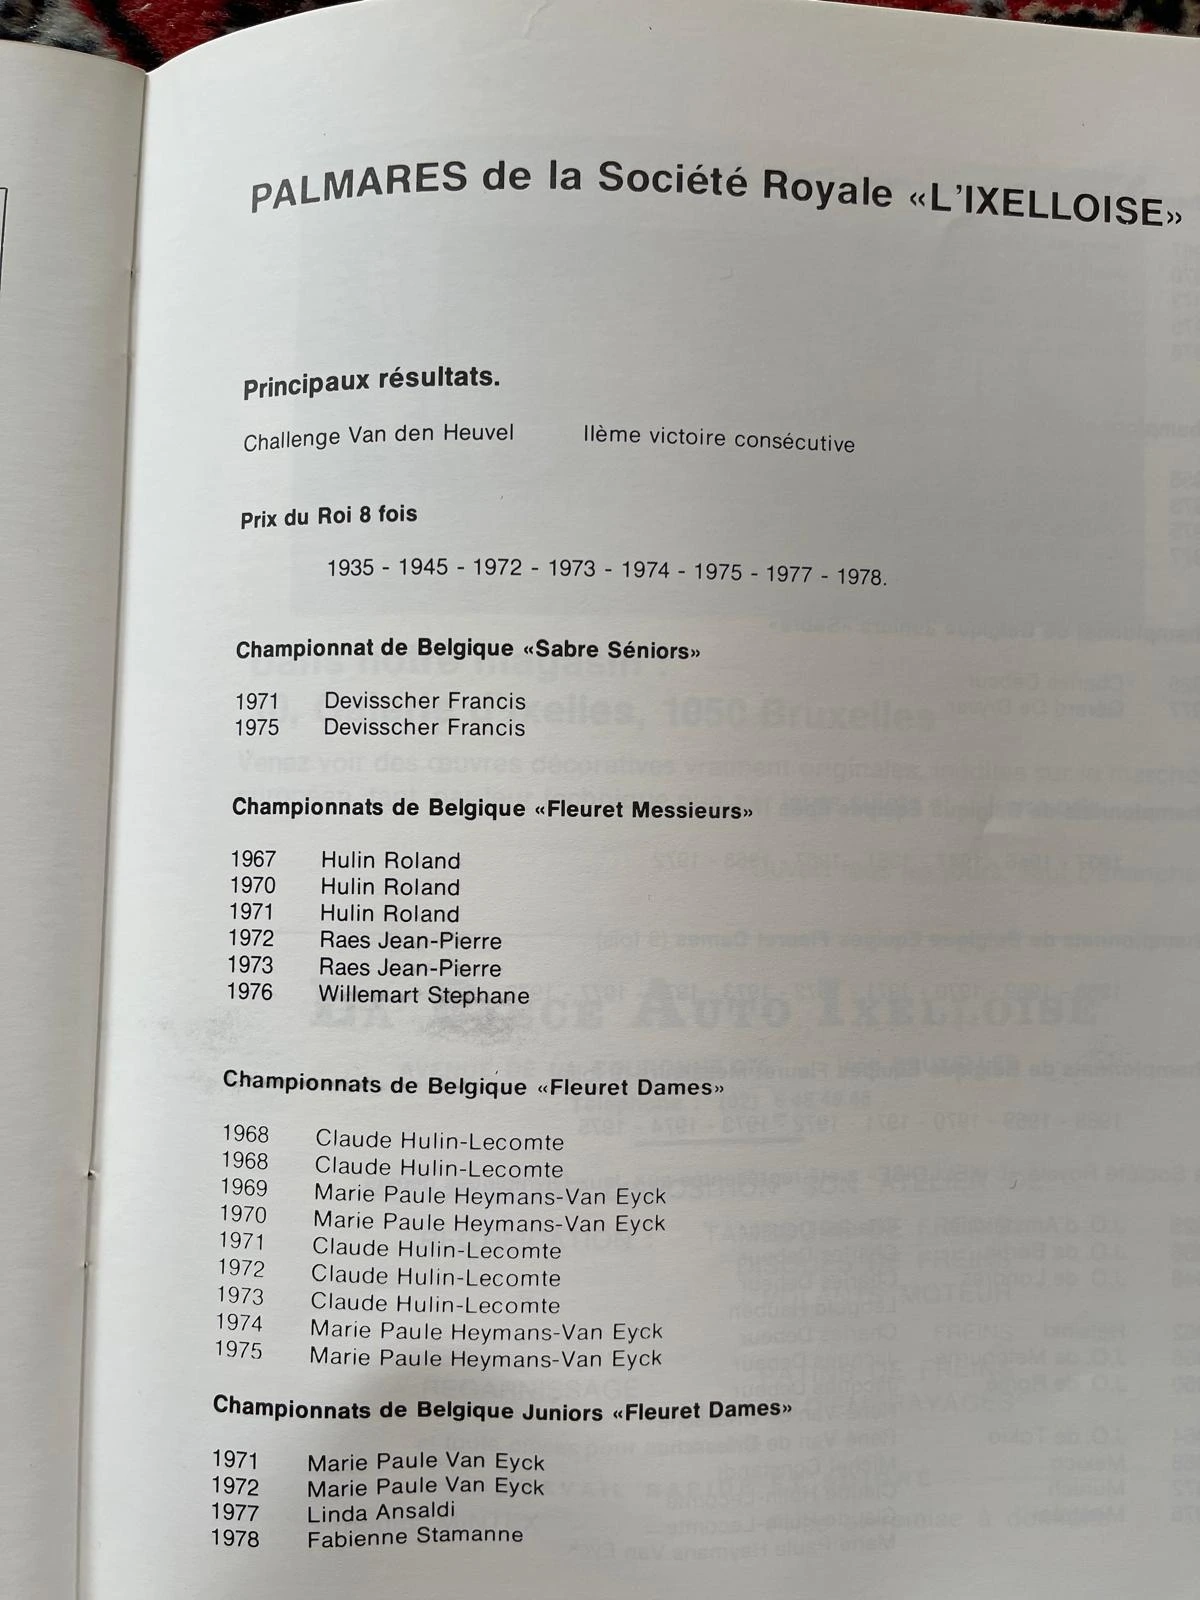 PALMARES de la Société Royale «L'IXELLOISE»
Principaux résultats.
Challenge Van den Heuvel IIème victoire consécutive
Prix du Roi 8 fois
1935 - 1945 - 1972 - 1973 - 1974 - 1975 - 1977 - 1978.
Championnat de Belgique «Sabre Séniors»
1971 Devisscher Francis
1975 Devisscher Francis
Championnats de Belgique «Fleuret Messieurs»
1967 Hulin Roland
1970 Hulin Roland
1971 Hulin Roland
1972 Raes Jean-Pierre
1973 Raes Jean-Pierre
1976 Willemart Stephane
Championnats de Belgique «Fleuret Dames»
1968 Claude Hulin-Lecomte
1968 Claude Hulin-Lecomte
1969 Marie Paule Heymans-Van Eyck
1970 Marie Paule Heymans-Van Eyck
1971 Claude Hulin-Lecomte
1972 Claude Hulin-Lecomte
1973 Claude Hulin-Lecomte
1974 Marie Paule Heymans-Van Eyck
1975 Marie Paule Heymans-Van Eyck
Championnats de Belgique Juniors «Fleuret Dames»
1971 Marie Paule Van Eyck
1972 Marie Paule Van Eyck
1977 Linda Ansaldi
1978 Fabienne Stamanne